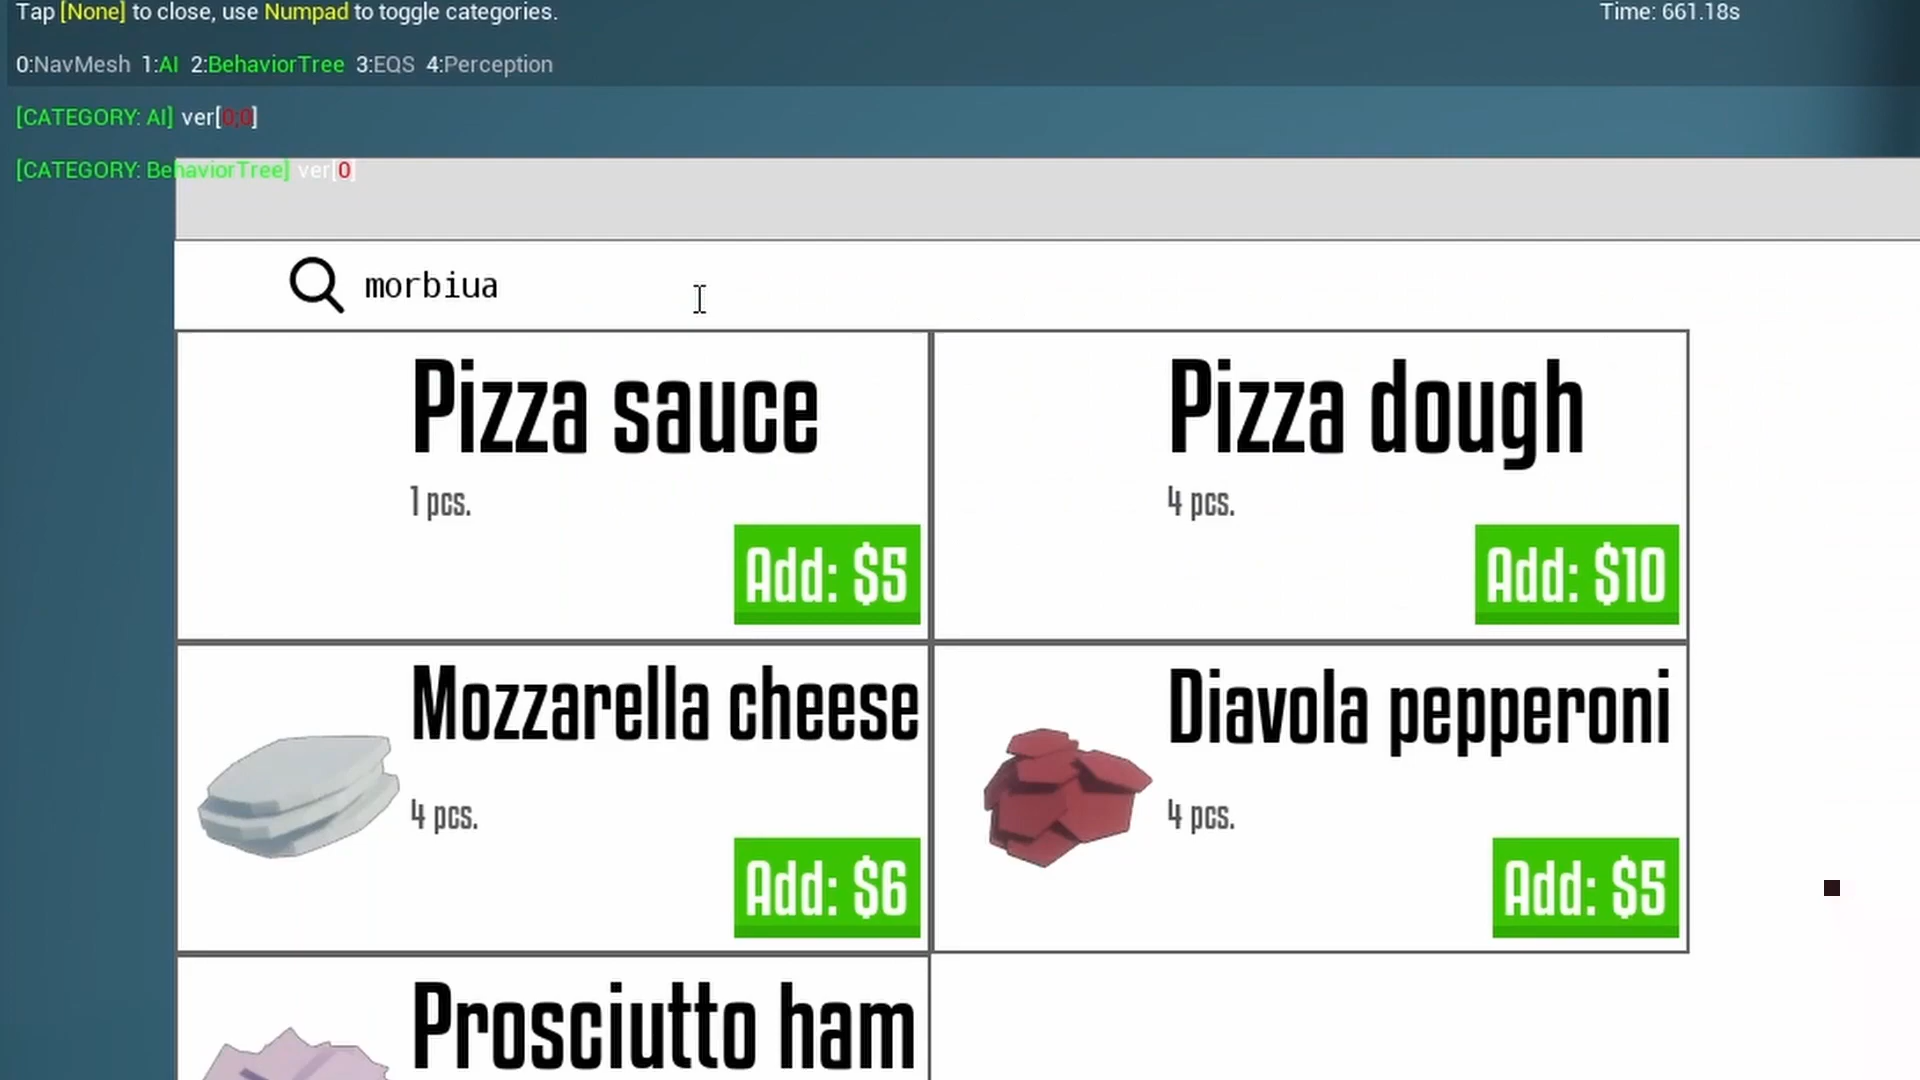 Tap [None] to close, use Numpad to toggle categories.
Time: 661.18s
0:NavMesh 1:AI 2:BehaviorTree 3:EQS 4:Perception
[CATEGORY: AI] ver[0;0]
[CATEGORY: BehaviorTree] ver[0]
morbiua
Pizza sauce
1 pcs.
Add: $5
Pizza dough
4 pcs.
Add: $10
Mozzarella cheese
4 pcs.
Add: $6
Diavola pepperoni
4 pcs.
Add: $5
Prosciutto ham